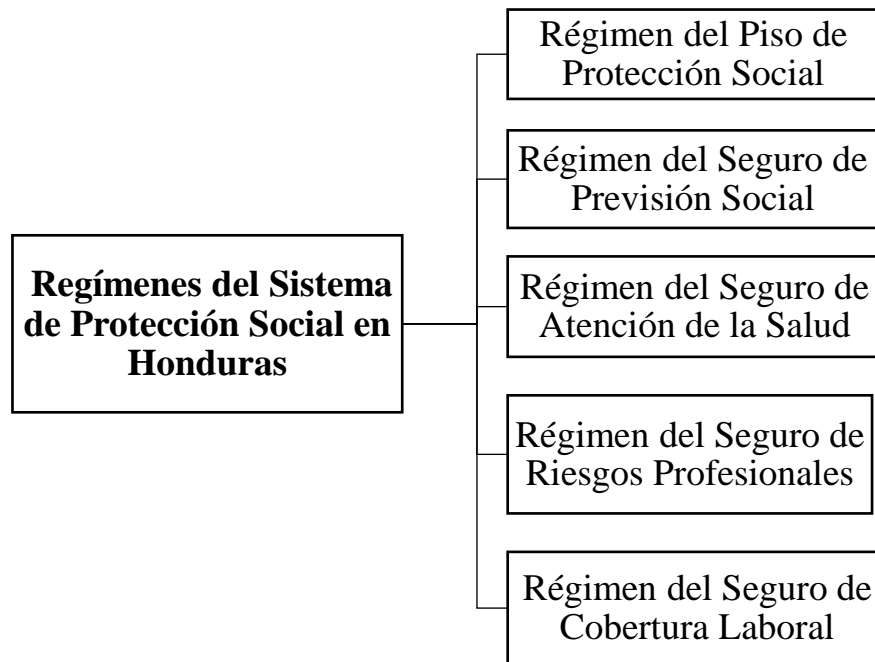 Régimen del Piso de
Protección Social
Régimen del Seguro de
Previsión Social
Regímenes del Sistema
de Protección Social en
Honduras
Régimen del Seguro de
Atención de la Salud
Régimen del Seguro de
Riesgos Profesionales
Régimen del Seguro de
Cobertura Laboral